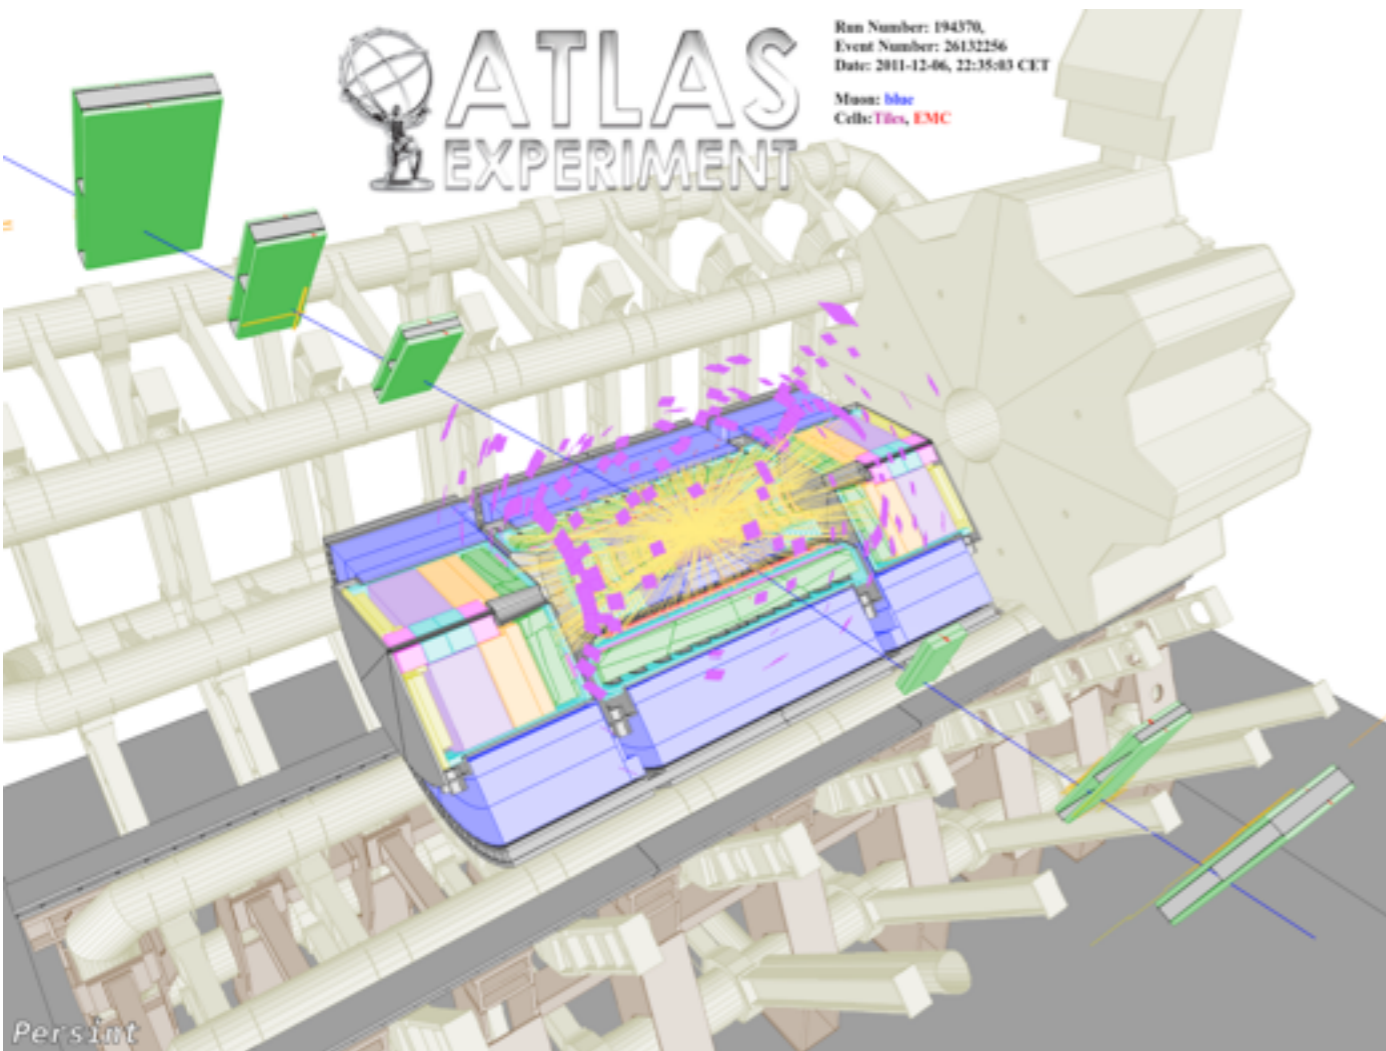 ATLAS
EXPERIMENT
Run Number: 194370,
Event Number: 26132256
Date: 2011-12-06, 22:35:03 CET
Muon: blue
Cells:Tiles, EMC
Persint